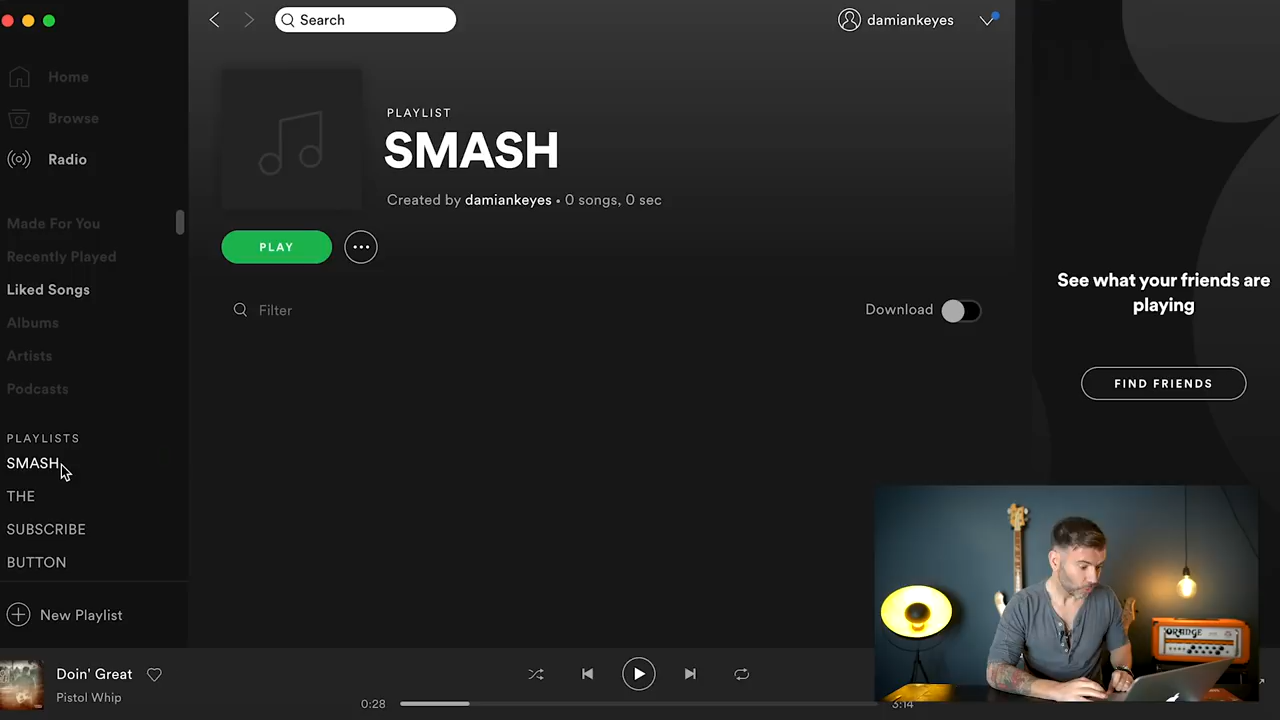 Search
damiankeyes
Home
Browse
Radio
Made For You
Recently Played
Liked Songs
Albums
Artists
Podcasts
PLAYLISTS
SMASH
THE
SUBSCRIBE
BUTTON
New Playlist
PLAYLIST
SMASH
Created by damiankeyes • 0 songs, 0 sec
PLAY
Filter
Download
See what your friends are
playing
FIND FRIENDS
ORANGE
Doin' Great
Pistol Whip
0:28
3:14